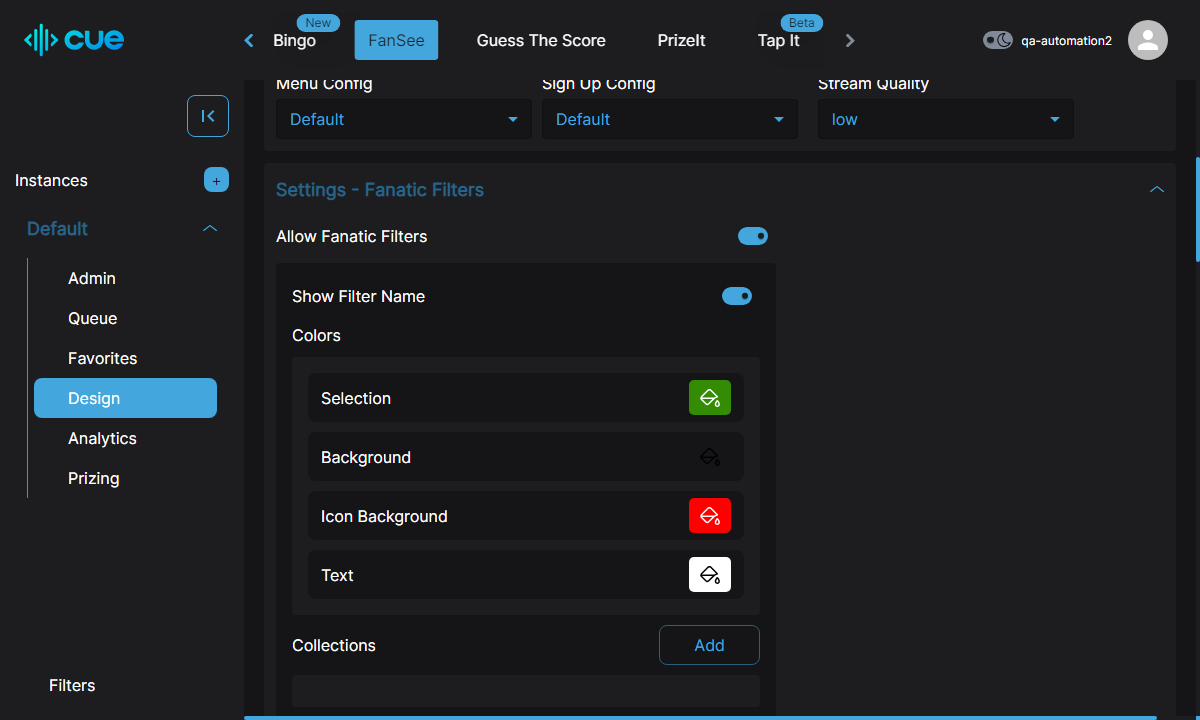 cue
New
Bingo
FanSee
Guess The Score
PrizeIt
Beta
Tap It
qa-automation2
Instances
+
Default
Admin
Queue
Favorites
Design
Analytics
Prizing
Filters
Menu Config
Sign Up Config
Stream Quality
Default
Default
low
Settings - Fanatic Filters
Allow Fanatic Filters
Show Filter Name
Colors
Selection
Background
Icon Background
Text
Collections
Add